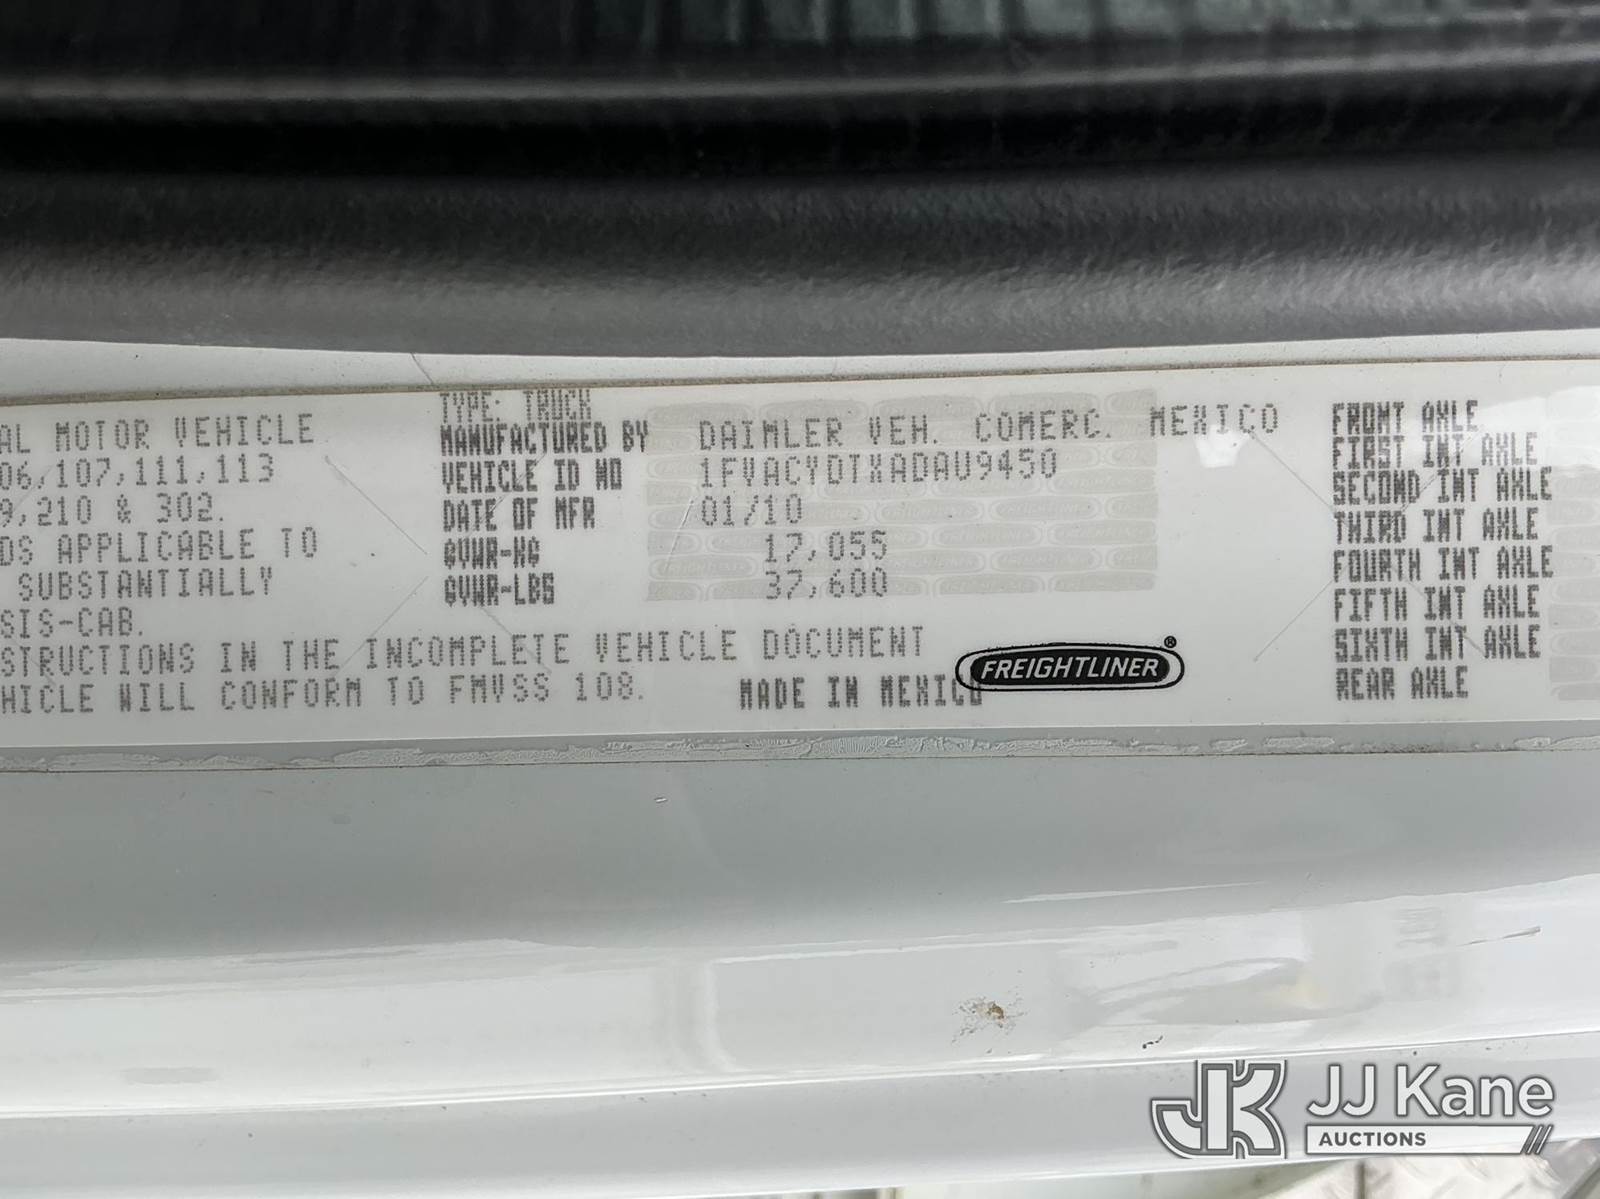 AL MOTOR VEHICLE
06,107,111,113
9,210 & 302.
DS APPLICABLE TO
SUBSTANTIALLY
SIS-CAB.
STRUCTIONS IN THE INCOMPLETE VEHICLE DOCUMENT
HICLE WILL CONFORM TO FMVSS 108.
TYPE: TRUCK
MANUFACTURED BY DAIMLER VEH. COMERC. MEXICO
VEHICLE ID NO 1FVACYDTXADAV9450
DATE OF MFR 01/10
GVWR-KG 17,055
GVWR-LBS 37,600
MADE IN MEXICO
FREIGHTLINER®
FRONT AXLE
FIRST INT AXLE
SECOND INT AXLE
THIRD INT AXLE
FOURTH INT AXLE
FIFTH INT AXLE
SIXTH INT AXLE
REAR AXLE
JK JJ Kane
AUCTIONS